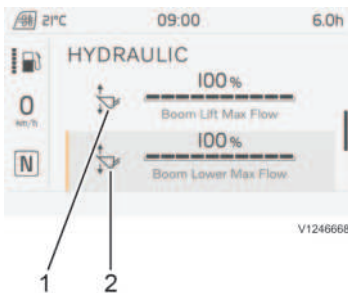 21°C 09:00 6.0h
HYDRAULIC
100%
Boom Lift Max Flow
0
km/h
100%
Boom Lower Max Flow
N
V1246668
1 2